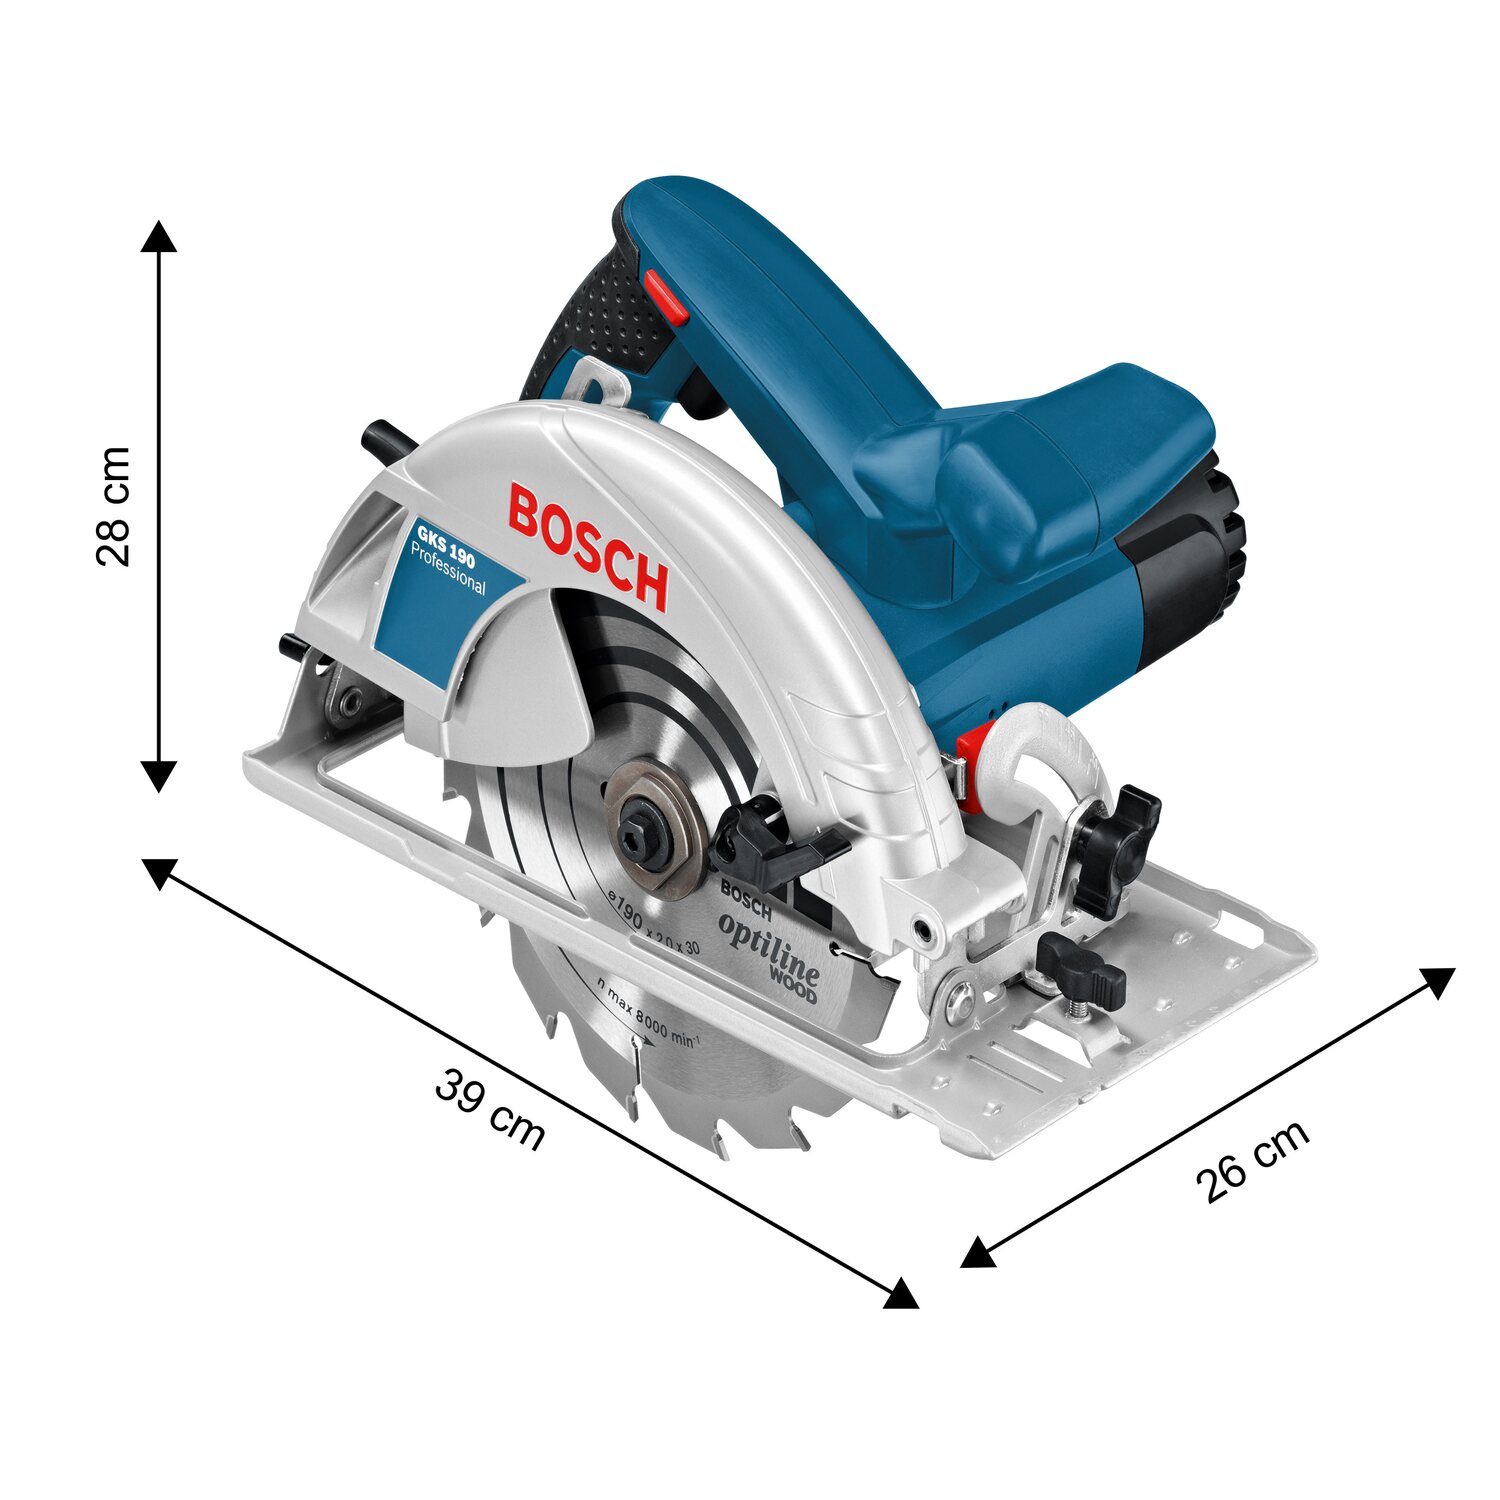 28 cm
BOSCH
GKS 190
Professional
ø190 x 2.0 x 30
BOSCH
optiline
WOOD
n max 8000 min⁻¹
39 cm
26 cm